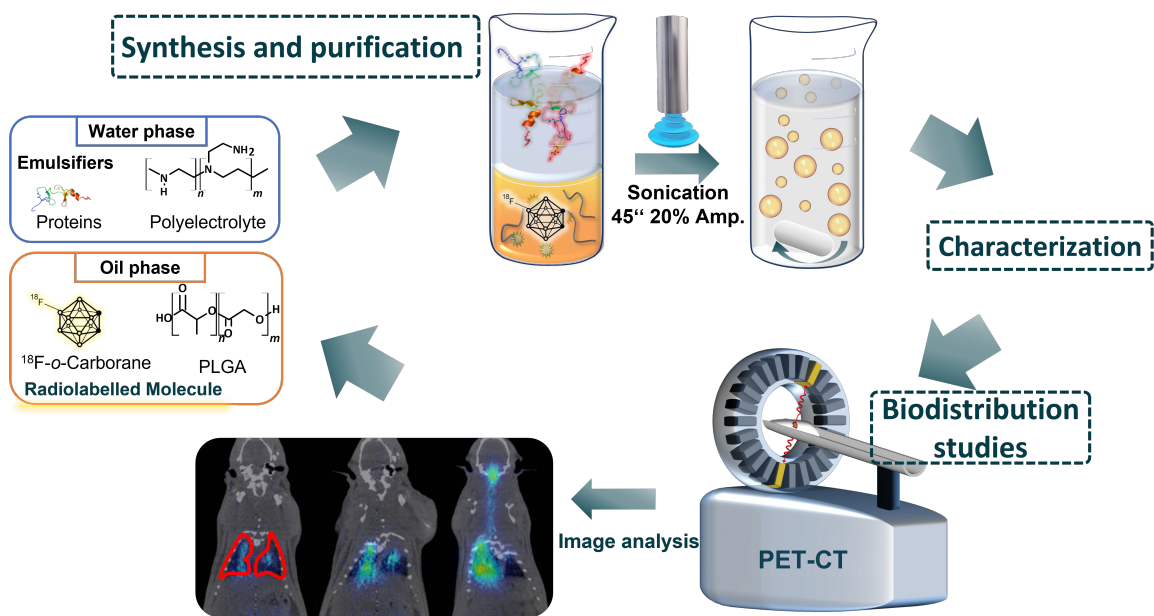 Synthesis and purification
Water phase
Emulsifiers
Proteins
N
H
n
N
NH2
m
Polyelectrolyte
Oil phase
18F
18F-o-Carborane
HO
O
O
n
O
O
H
m
PLGA
Radiolabelled Molecule
18F
Sonication
45“ 20% Amp.
Characterization
Biodistribution
studies
PET-CT
Image analysis